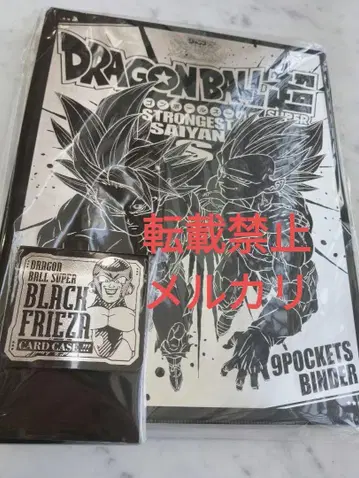 DRAGON BALL
SUPER
STRONGEST
SAIYAN
S
転載禁止
メルカリ
DRAGON
BALL SUPER
BLACK
FRIEZA
CARD CASE!!!
9POCKETS
BINDER